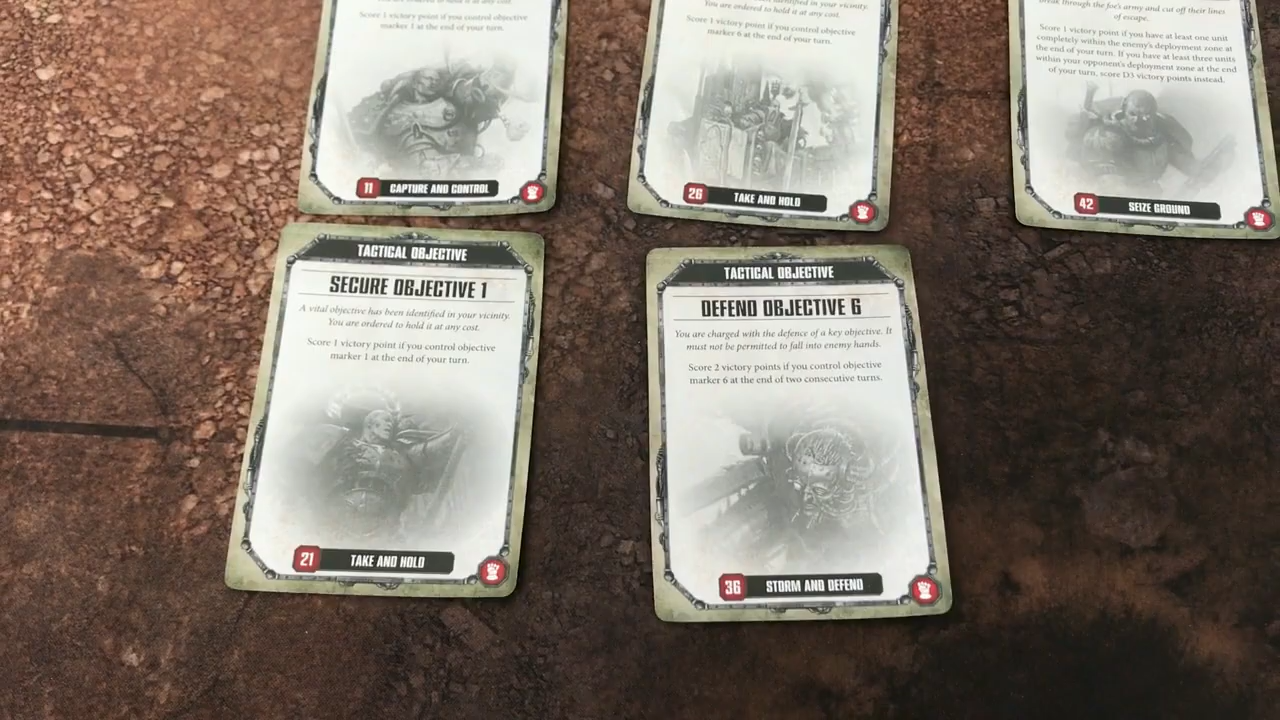 Score 1 victory point if you control objective
marker 1 at the end of your turn.
11 CAPTURE AND CONTROL
identified in your vicinity.
You are ordered to hold it at any cost.
Score 1 victory point if you control objective
marker 6 at the end of your turn.
26 TAKE AND HOLD
break through the foe's army and cut off their lines
of escape.
Score 1 victory point if you have at least one unit
completely within the enemy's deployment zone at
the end of your turn. If you have at least three units
within your opponent's deployment zone at the end
of your turn, score D3 victory points instead.
42 SEIZE GROUND
TACTICAL OBJECTIVE
SECURE OBJECTIVE 1
A vital objective has been identified in your vicinity.
You are ordered to hold it at any cost.
Score 1 victory point if you control objective
marker 1 at the end of your turn.
21 TAKE AND HOLD
TACTICAL OBJECTIVE
DEFEND OBJECTIVE 6
You are charged with the defence of a key objective. It
must not be permitted to fall into enemy hands.
Score 2 victory points if you control objective
marker 6 at the end of two consecutive turns.
36 STORM AND DEFEND